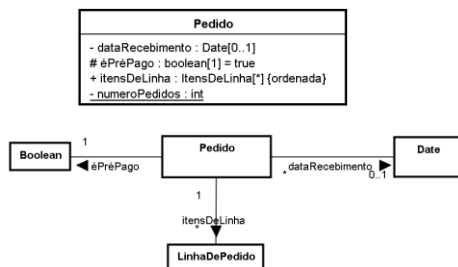 Pedido
- dataRecebimento : Date[0..1]
# éPréPago : boolean[1] = true
+ itensDeLinha : ItensDeLinha[*] {ordenada}
- numeroPedidos : int
Boolean
1
éPréPago
Pedido
dataRecebimento
*
0..1
Date
1
itensDeLinha
*
LinhaDePedido